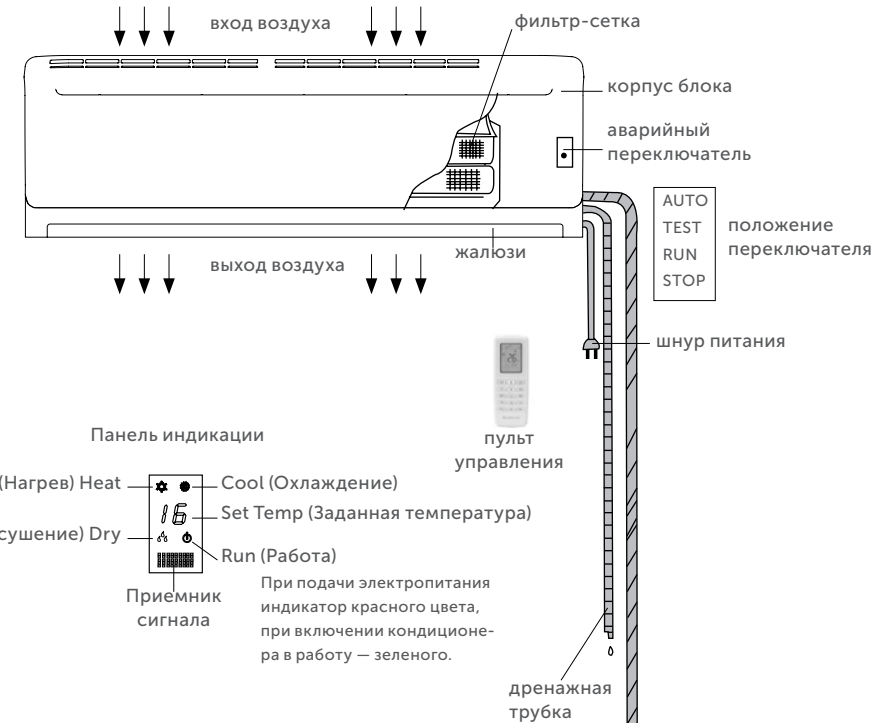 вход воздуха
фильтр-сетка
корпус блока
аварийный
переключатель
AUTO
TEST
RUN
STOP
положение
переключателя
жалюзи
выход воздуха
шнур питания
пульт
управления
Панель индикации
(Нагрев) Heat
Cool (Охлаждение)
16
Set Temp (Заданная температура)
сушение) Dry
Run (Работа)
Приемник
сигнала
При подачи электропитания
индикатор красного цвета,
при включении кондиционе-
ра в работу — зеленого.
дренажная
трубка